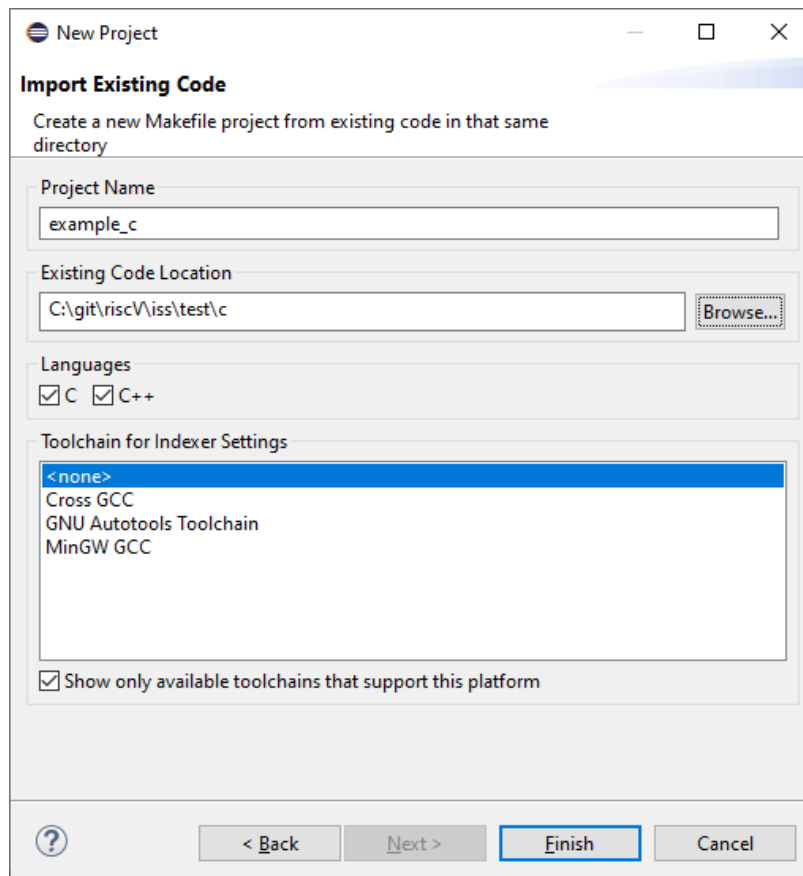 New Project
Import Existing Code
Create a new Makefile project from existing code in that same
directory
Project Name
example_c
Existing Code Location
C:\git\riscV\iss\test\c
Browse...
Languages
C C++
Toolchain for Indexer Settings
<none>
Cross GCC
GNU Autotools Toolchain
MinGW GCC
Show only available toolchains that support this platform
? < Back Next > Finish Cancel